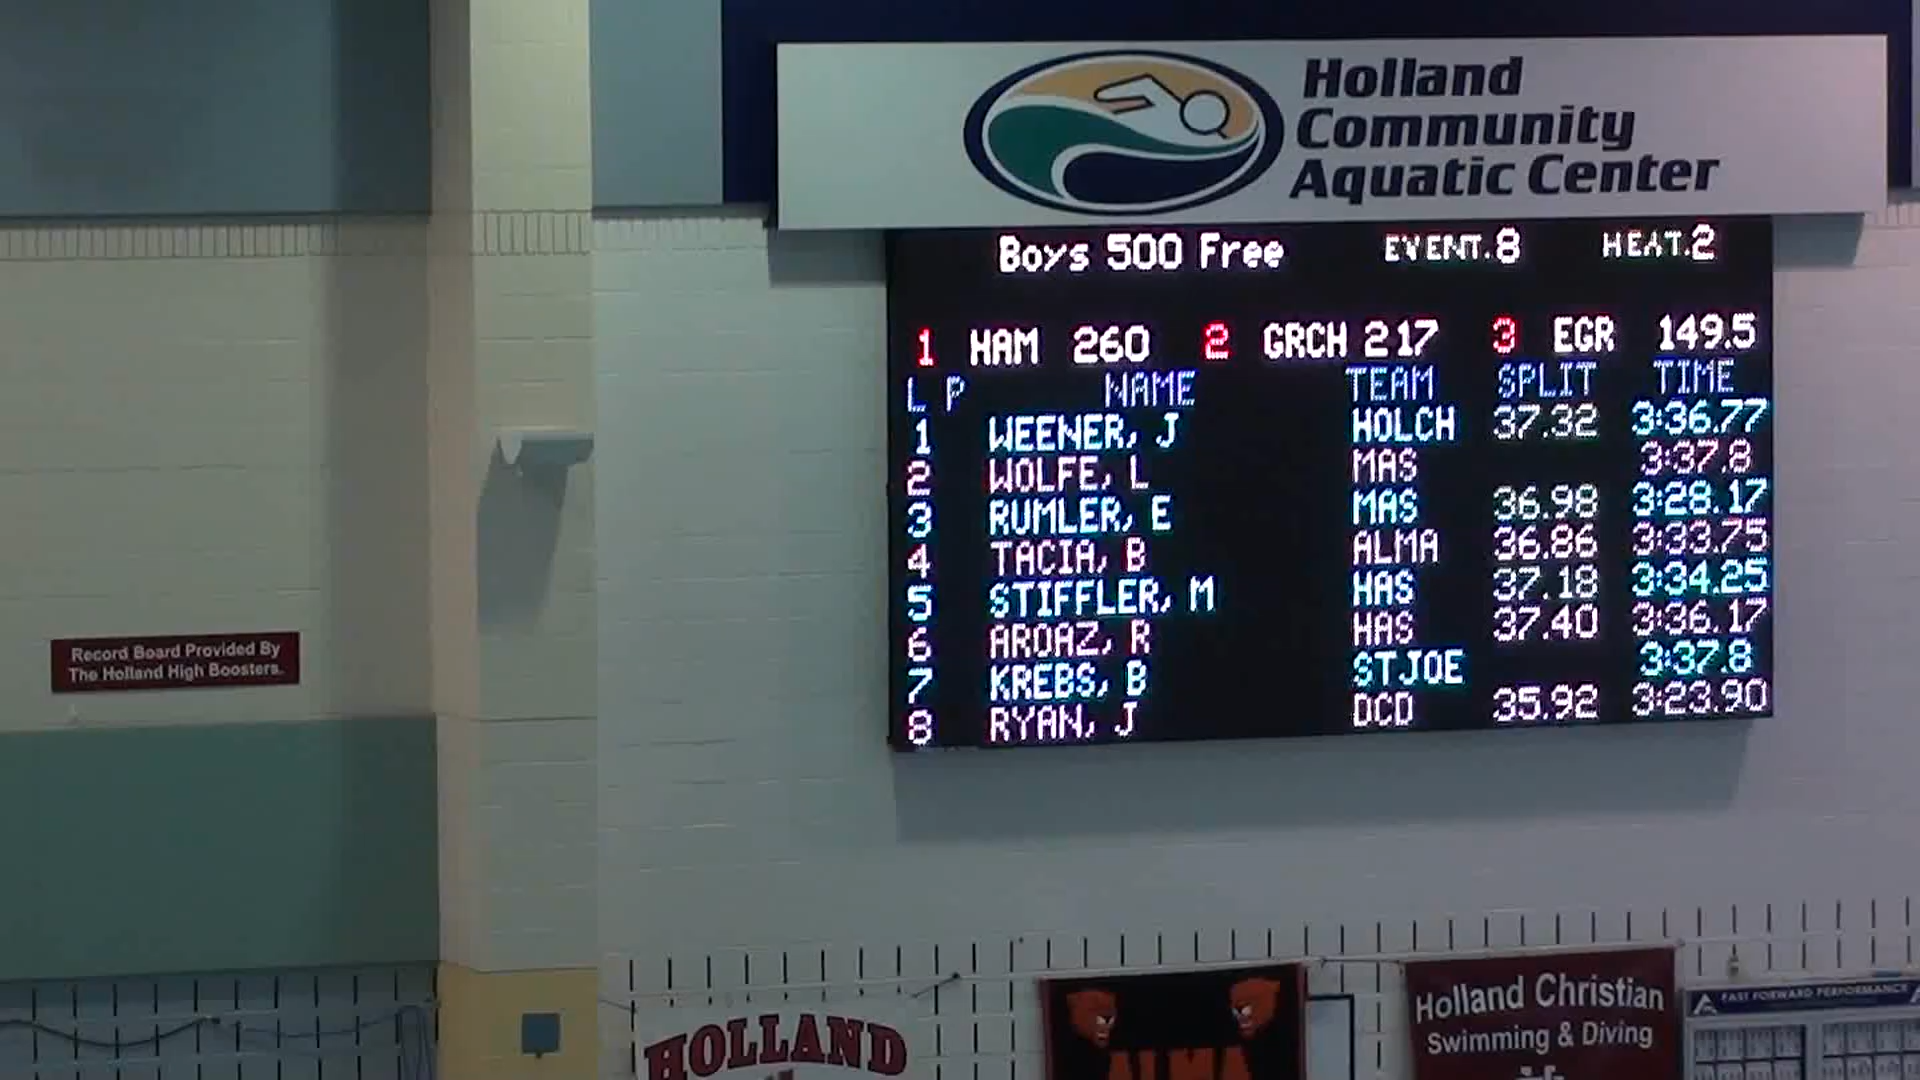 Holland
Community
Aquatic Center
Boys 500 Free EVENT.8 HEAT.2
1 HAM 260 2 GRCH 217 3 EGR 149.5
L P NAME TEAM SPLIT TIME
1 WEENER, J HOLCH 37.32 3:36.77
2 WOLFE, L MAS 3:37.8
3 RUMLER, E MAS 36.98 3:28.17
4 TACIA, B ALMA 36.86 3:33.75
5 STIFFLER, M HAS 37.18 3:34.25
6 AROAZ, R HAS 37.40 3:36.17
7 KREBS, B STJOE 3:37.8
8 RYAN, J DCD 35.92 3:23.90
Record Board Provided By
The Holland High Boosters.
HOLLAND
ALMA
Holland Christian
Swimming & Diving
FAST FORWARD PERFORMANCE